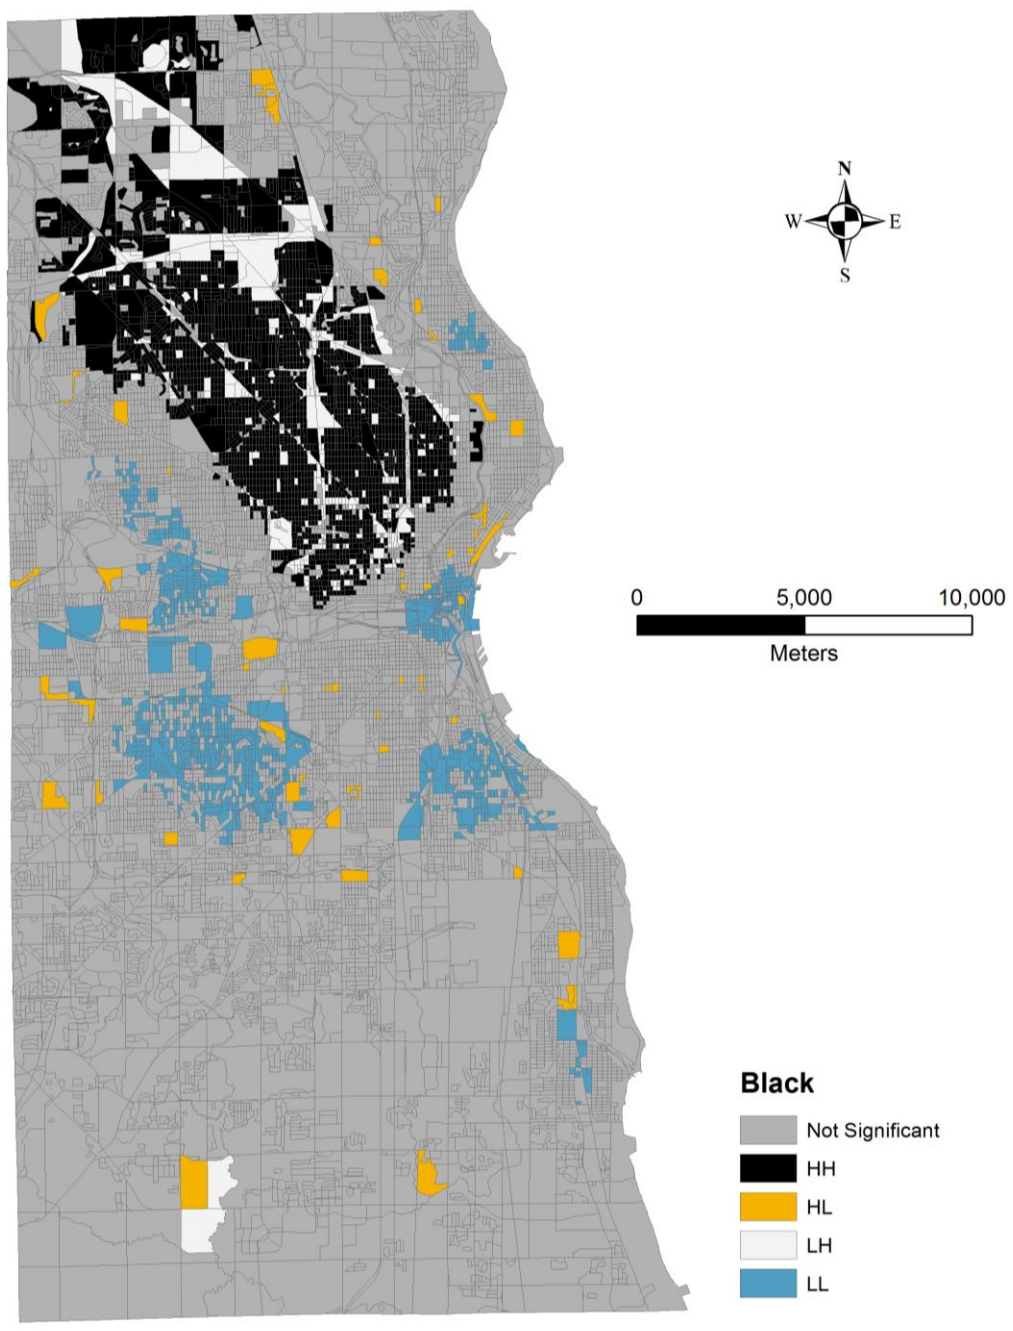 N
W E
S
0 5,000 10,000
Meters
Black
Not Significant
HH
HL
LH
LL